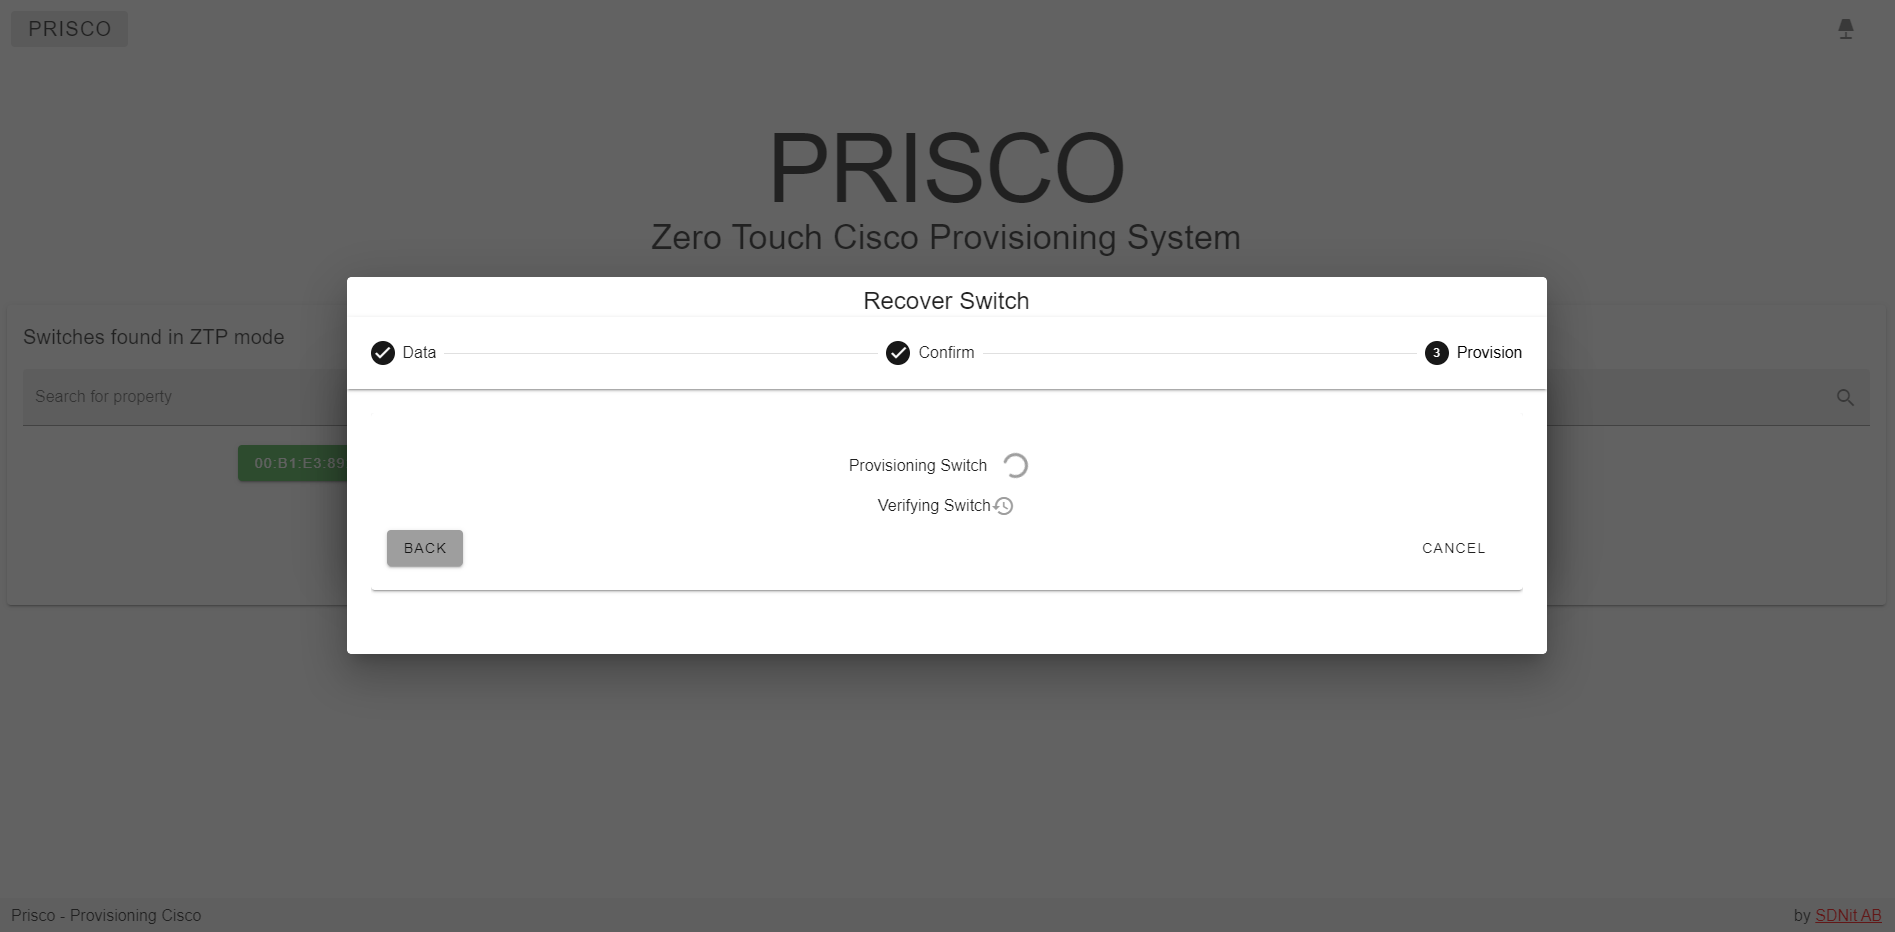 PRISCO
PRISCO
Zero Touch Cisco Provisioning System
Recover Switch
Switches found in ZTP mode
Data
Confirm
3 Provision
Search for property
00:B1:E3:89
Provisioning Switch
Verifying Switch
BACK
CANCEL
Prisco - Provisioning Cisco
by SDNit AB